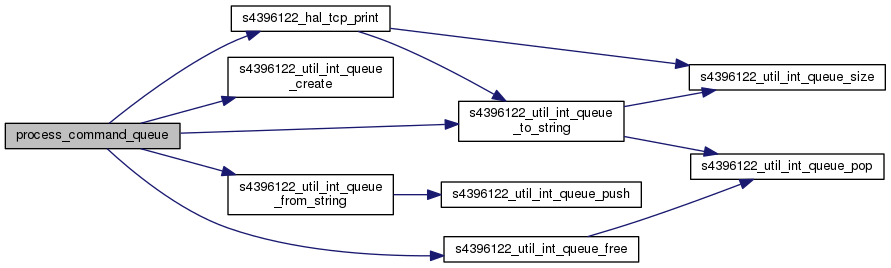 s4396122_hal_tcp_print
s4396122_util_int_queue
_create
s4396122_util_int_queue_size
s4396122_util_int_queue
_to_string
process_command_queue
s4396122_util_int_queue_pop
s4396122_util_int_queue
_from_string
s4396122_util_int_queue_push
s4396122_util_int_queue_free